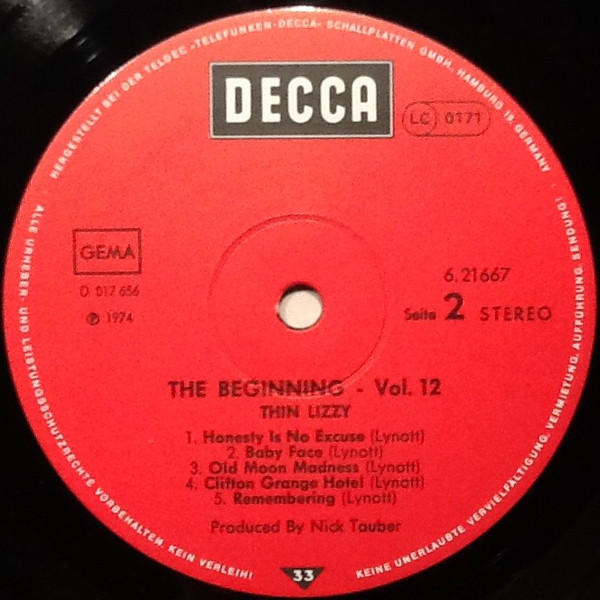 HERGESTELLT BEI DER TELDEC »TELEFUNKEN-DECCA« SCHALLPLATTEN GMBH., HAMBURG 19, GERMANY
DECCA
LC 0171
GEMA
D 017 656
Ⓟ 1974
6.21667
Seite 2 STEREO
THE BEGINNING - Vol. 12
THIN LIZZY
1. Honesty Is No Excuse (Lynott)
2. Baby Face (Lynott)
3. Old Moon Madness (Lynott)
4. Clifton Grange Hotel (Lynott)
5. Remembering (Lynott)
Produced By Nick Tauber
33
ALLE URHEBER- UND LEISTUNGSSCHUTZRECHTE VORBEHALTEN. KEIN VERLEIH!
KEINE UNERLAUBTE VERVIELFÄLTIGUNG, VERMIETUNG, AUFFÜHRUNG, SENDUNG!